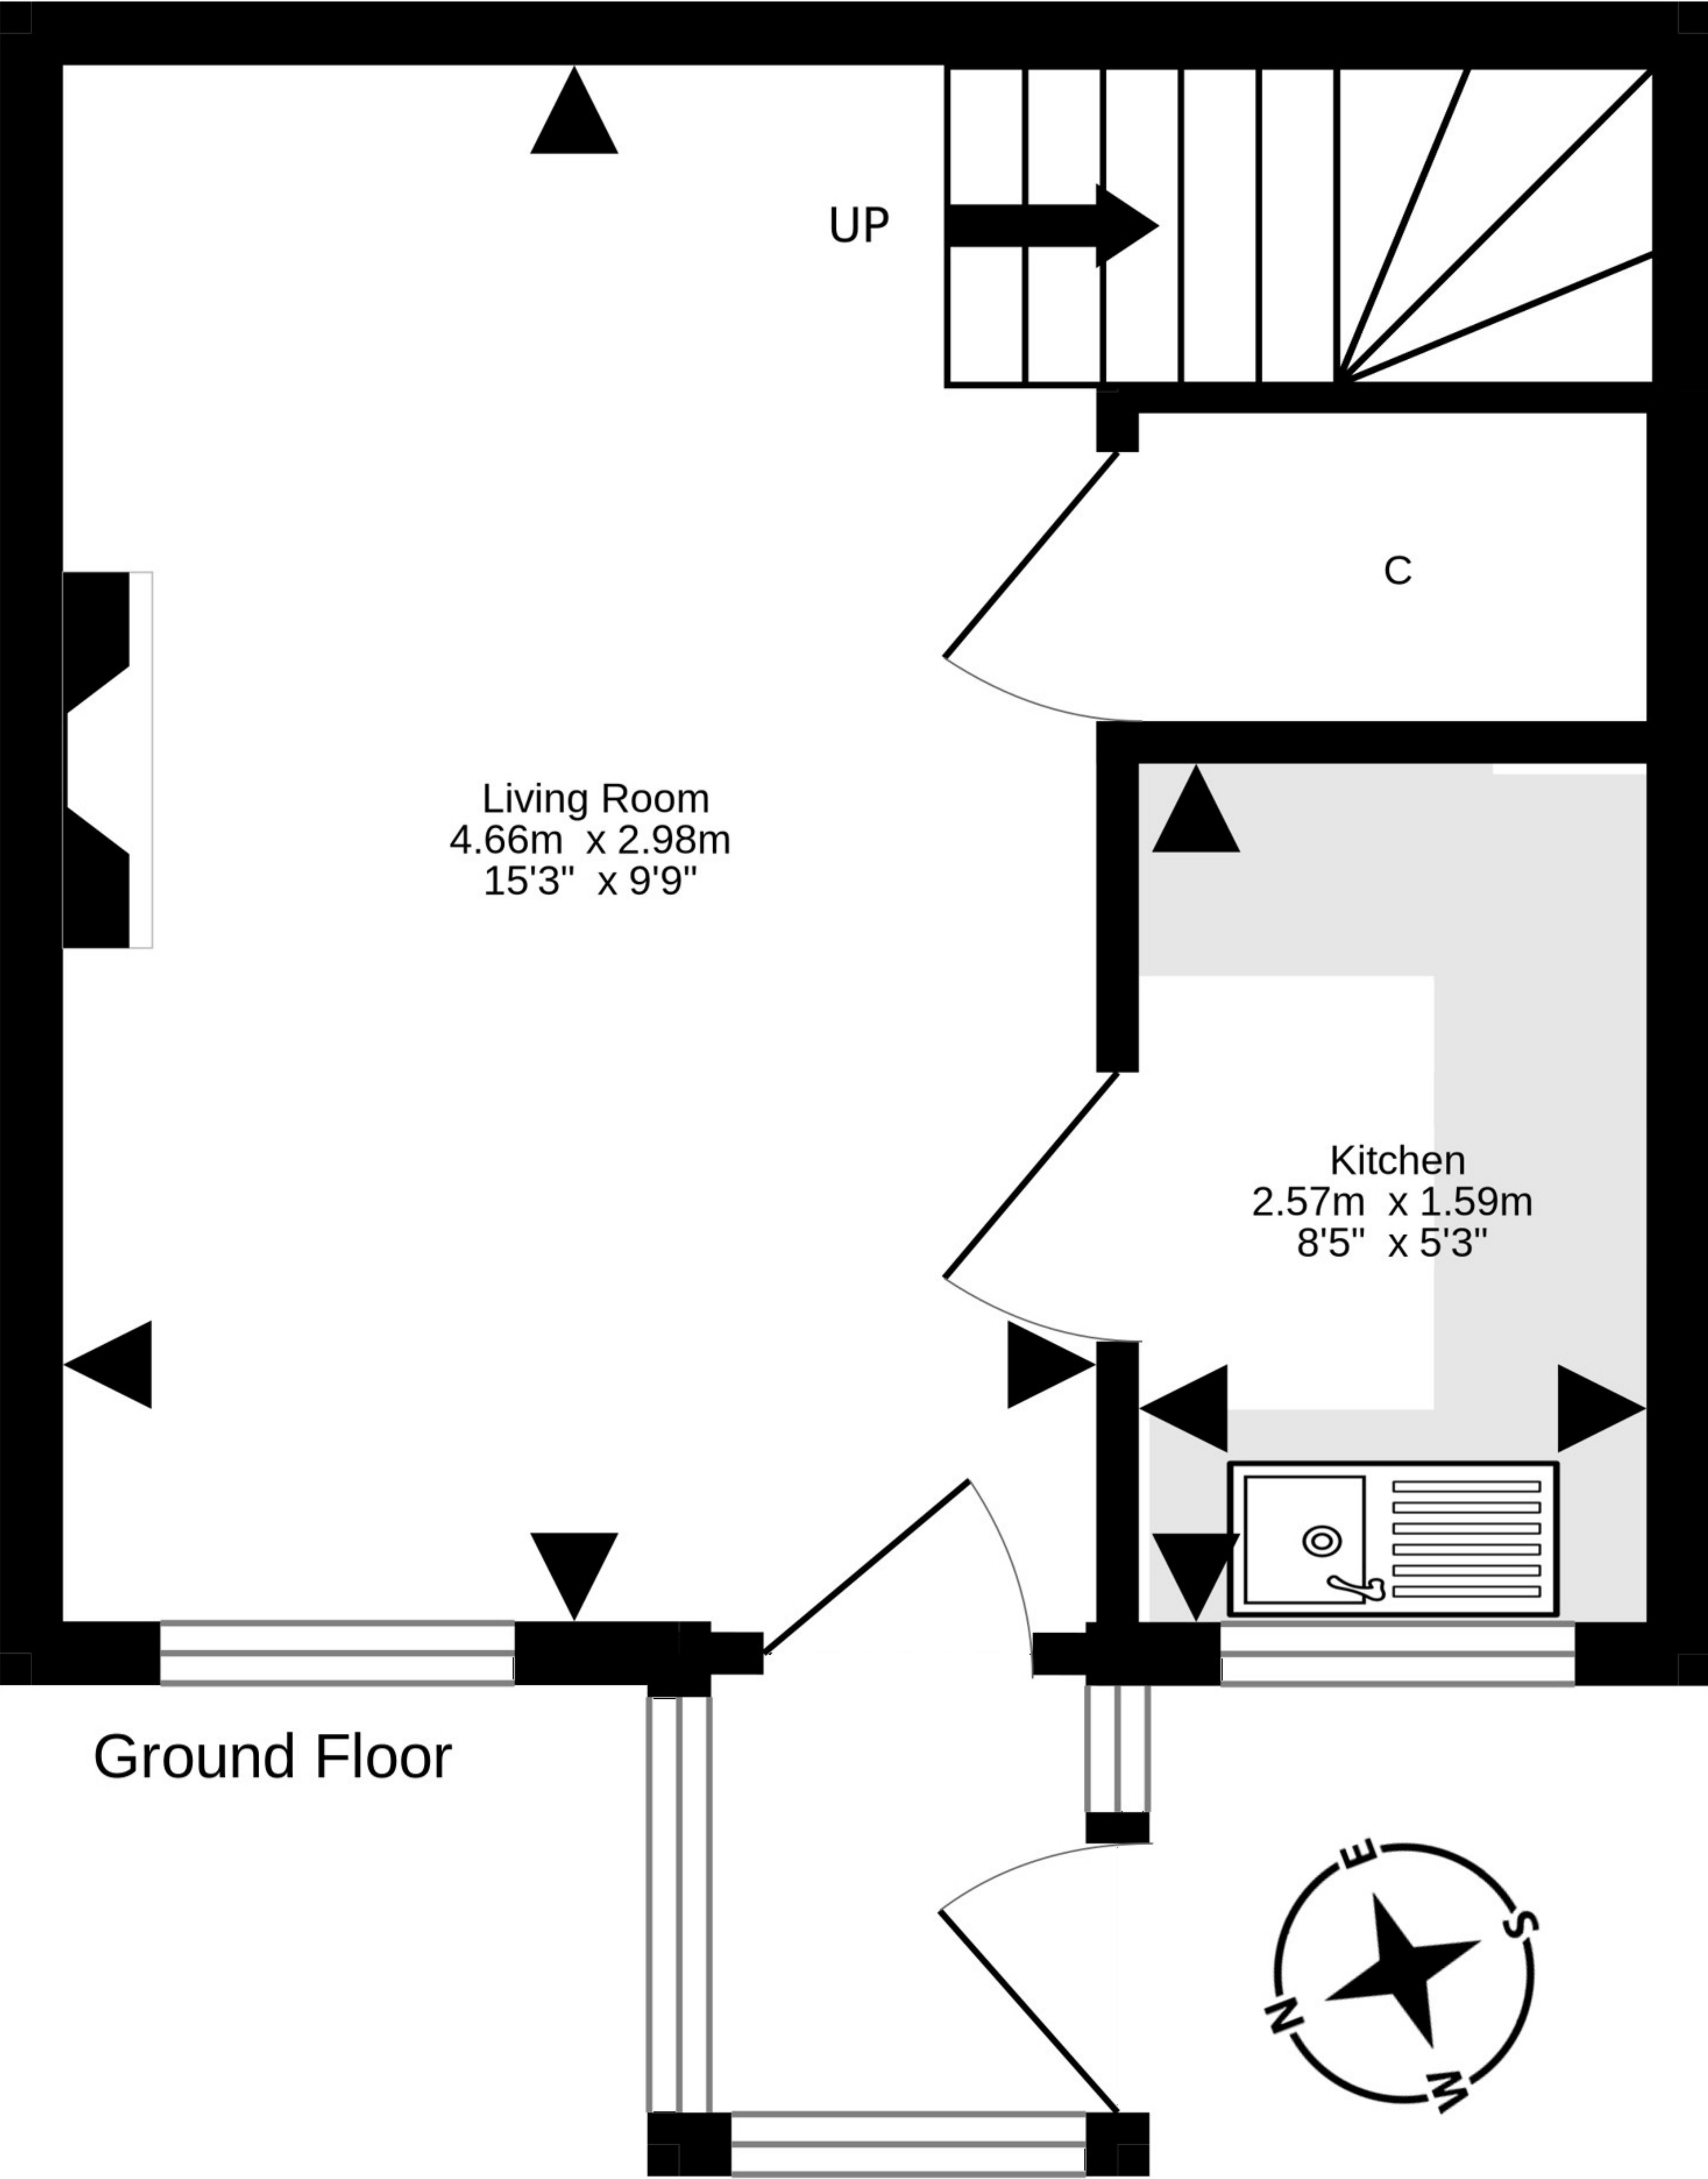 UP
C
Living Room
4.66m x 2.98m
15'3" x 9'9"
Kitchen
2.57m x 1.59m
8'5" x 5'3"
Ground Floor
E
S
N
W